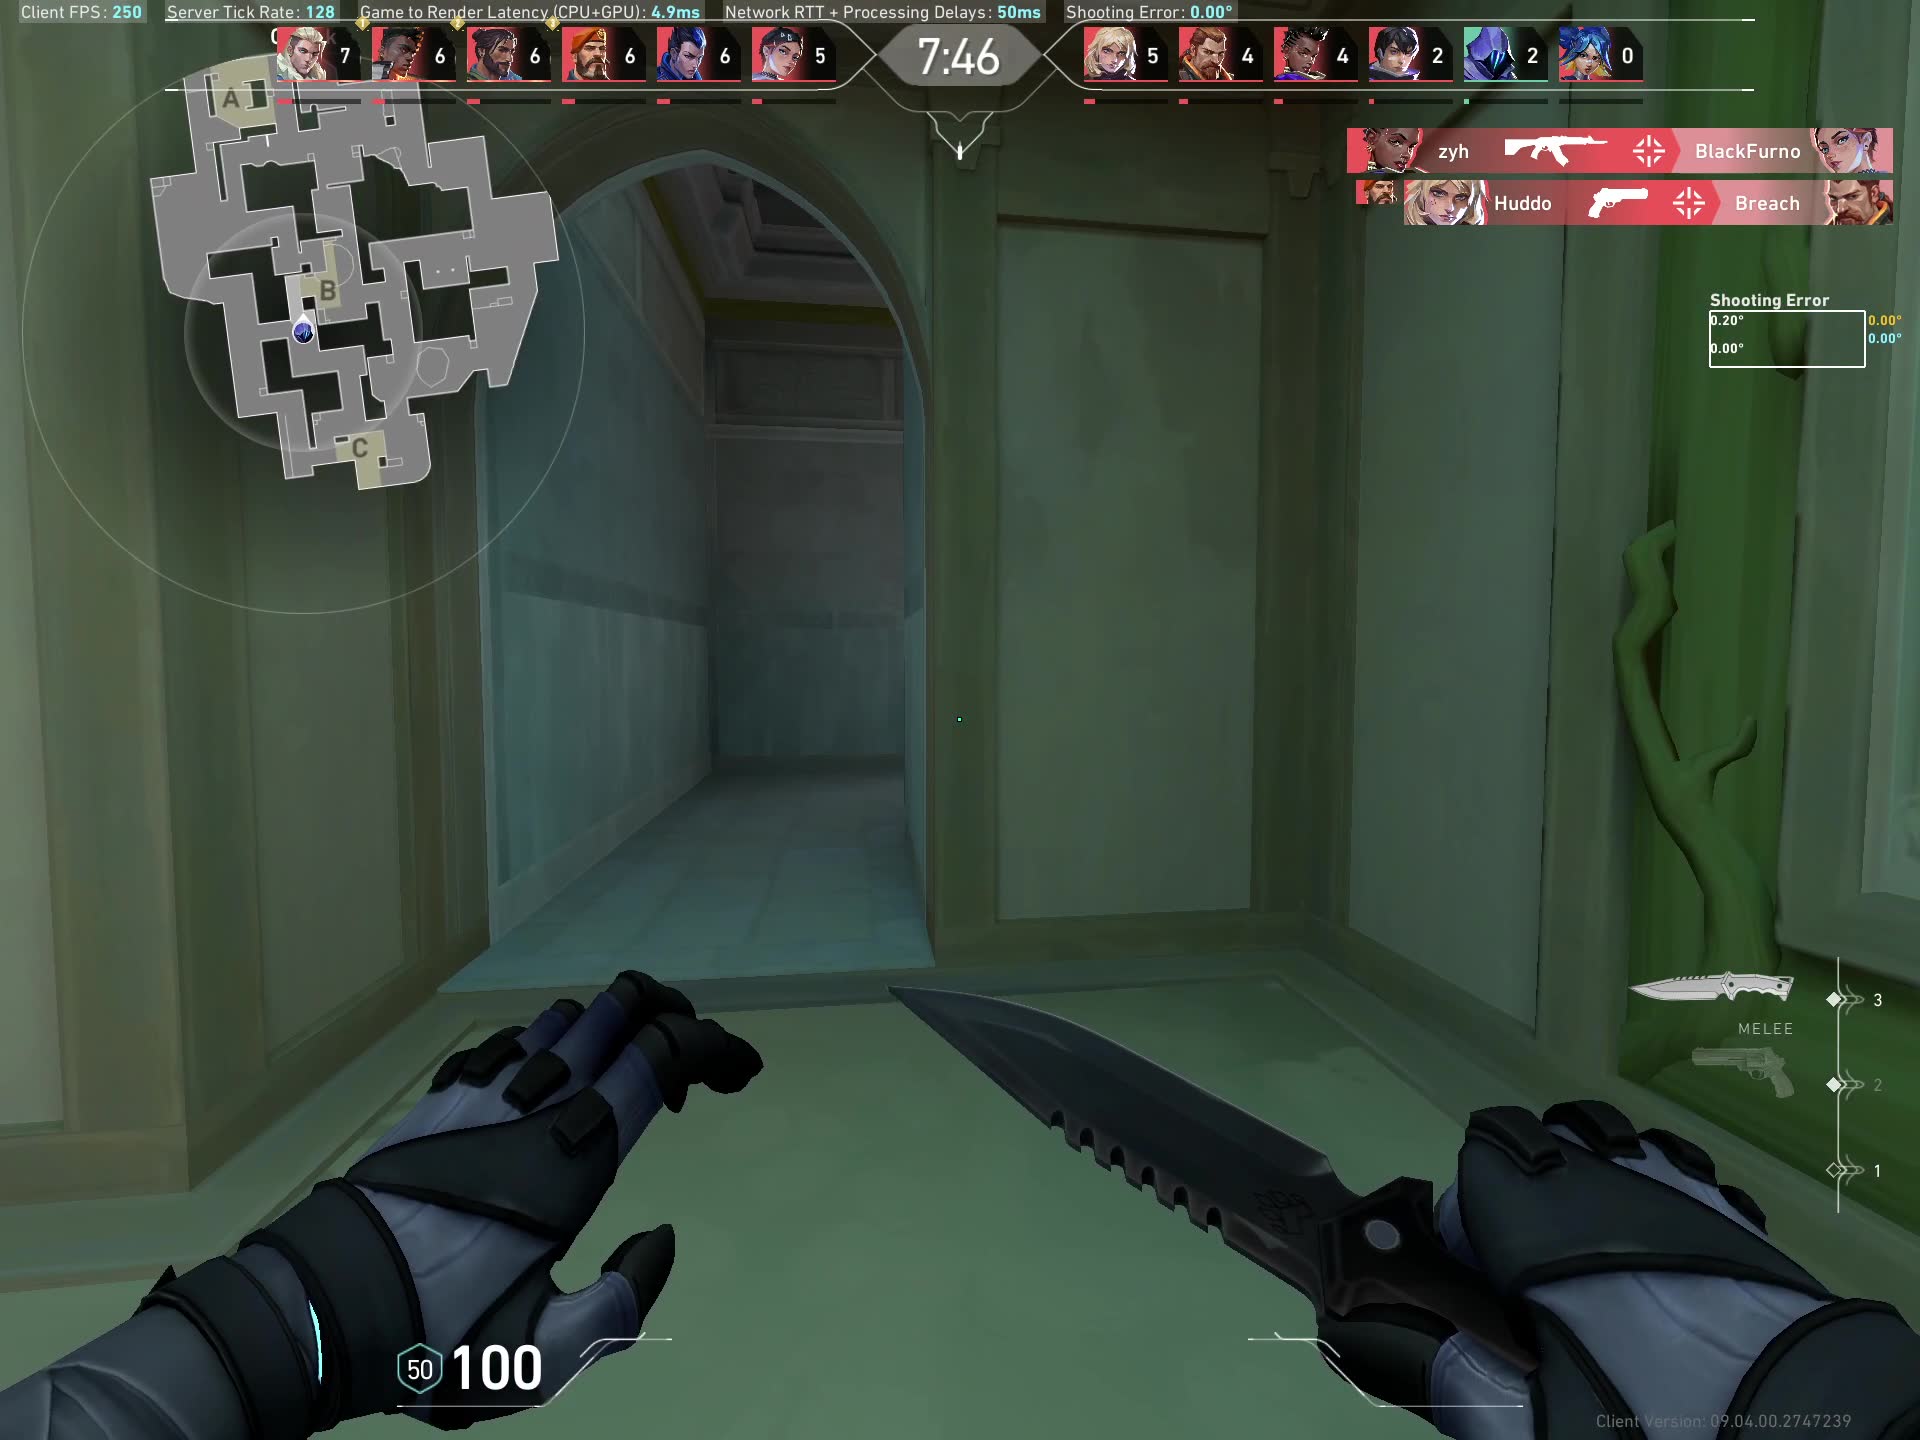 Client FPS: 250 Server Tick Rate: 128 Game to Render Latency (CPU+GPU): 4.9ms Network RTT + Processing Delays: 50ms Shooting Error: 0.00°
7 6 6 6 6 5 7:46 5 4 4 2 2 0
A
zyh BlackFurno
Huddo Breach
B
Shooting Error
0.20° 0.00°
0.00°
0.00°
C
3
MELEE
2
1
50 100
Client Version: 09.04.00.2747239